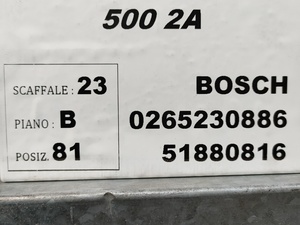 500 2A
SCAFFALE : 23 BOSCH
PIANO : B 0265230886
POSIZ. 81 51880816